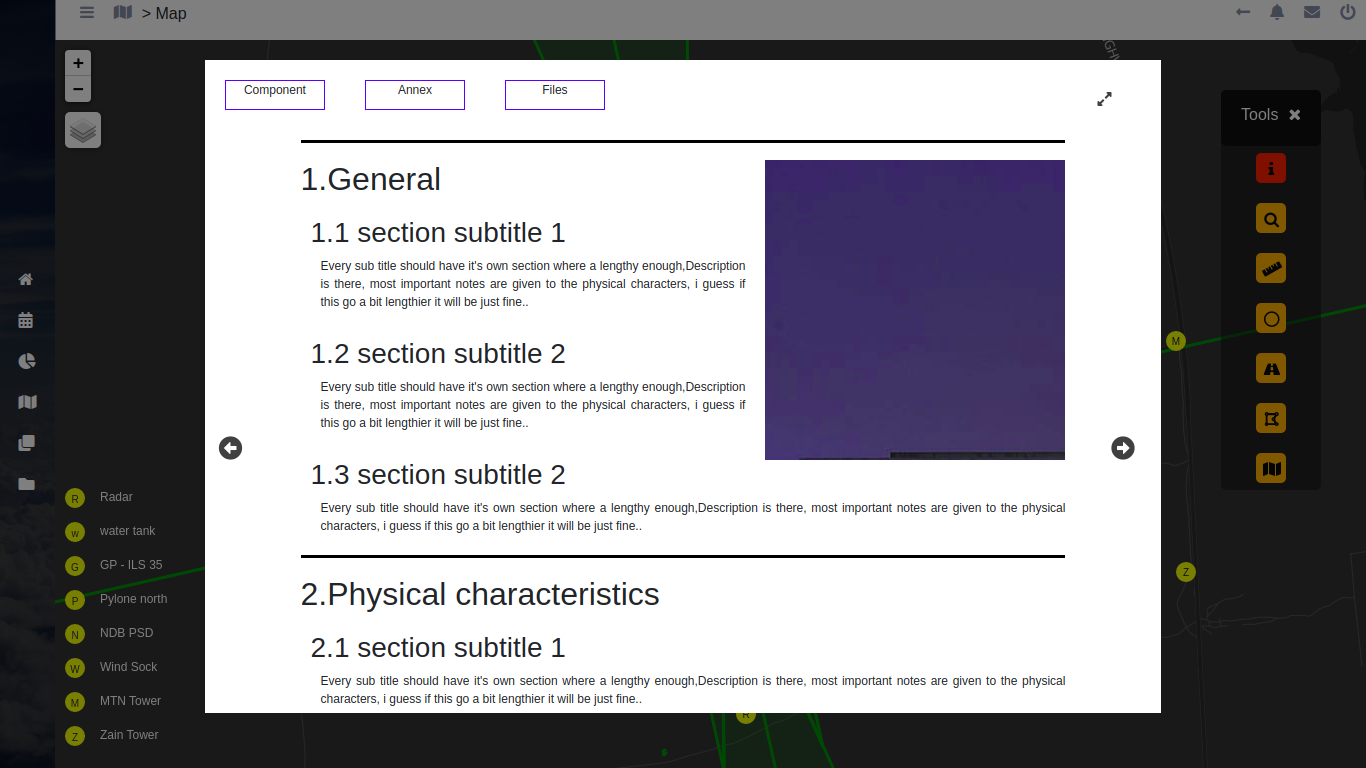 > Map
+
−
Component
Annex
Files
Tools
1.General
1.1 section subtitle 1
Every sub title should have it's own section where a lengthy enough,Description
is there, most important notes are given to the physical characters, i guess if
this go a bit lengthier it will be just fine..
1.2 section subtitle 2
Every sub title should have it's own section where a lengthy enough,Description
is there, most important notes are given to the physical characters, i guess if
this go a bit lengthier it will be just fine..
M
1.3 section subtitle 2
Every sub title should have it's own section where a lengthy enough,Description is there, most important notes are given to the physical
characters, i guess if this go a bit lengthier it will be just fine..
2.Physical characteristics
2.1 section subtitle 1
Every sub title should have it's own section where a lengthy enough,Description is there, most important notes are given to the physical
characters, i guess if this go a bit lengthier it will be just fine..
Z
R Radar
w water tank
G GP - ILS 35
P Pylone north
N NDB PSD
W Wind Sock
M MTN Tower
Z Zain Tower
R